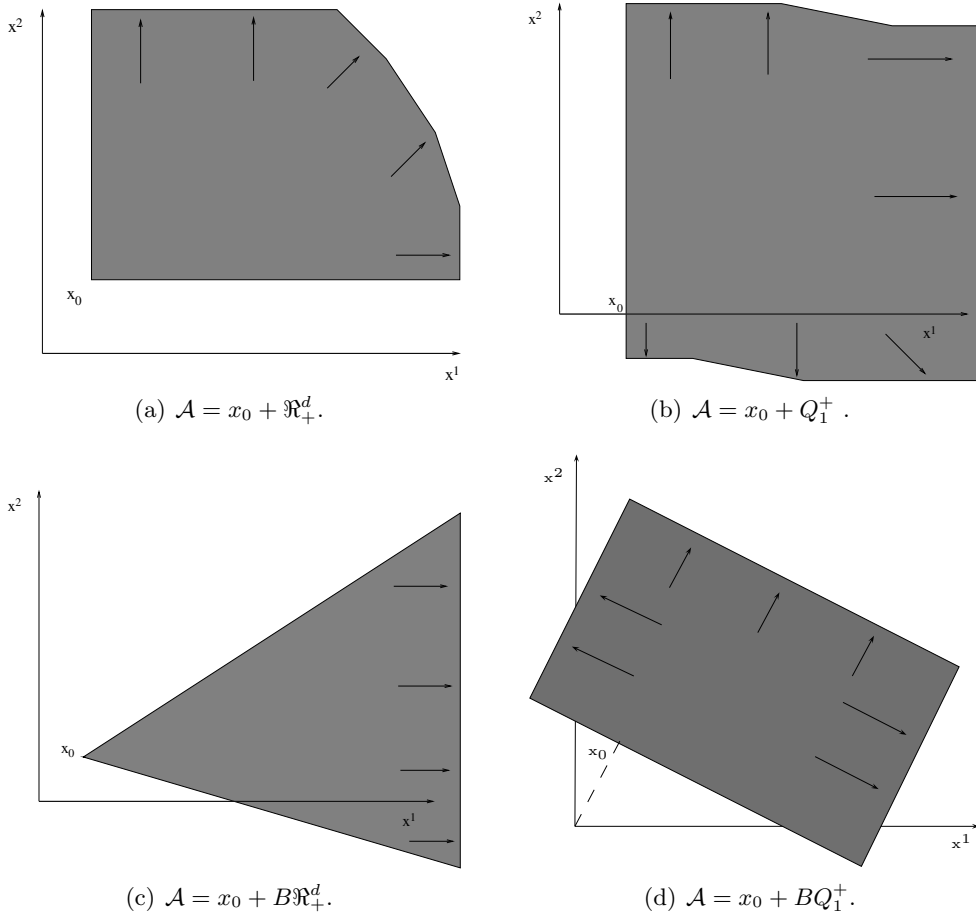 x²
x₀
x¹
(a) 𝒜 = x₀ + ℜ₊ᵈ.
x²
x₀
x¹
(b) 𝒜 = x₀ + Q₁⁺ .
x²
x₀
x¹
(c) 𝒜 = x₀ + Bℜ₊ᵈ.
x²
x₀
x¹
(d) 𝒜 = x₀ + BQ₁⁺.